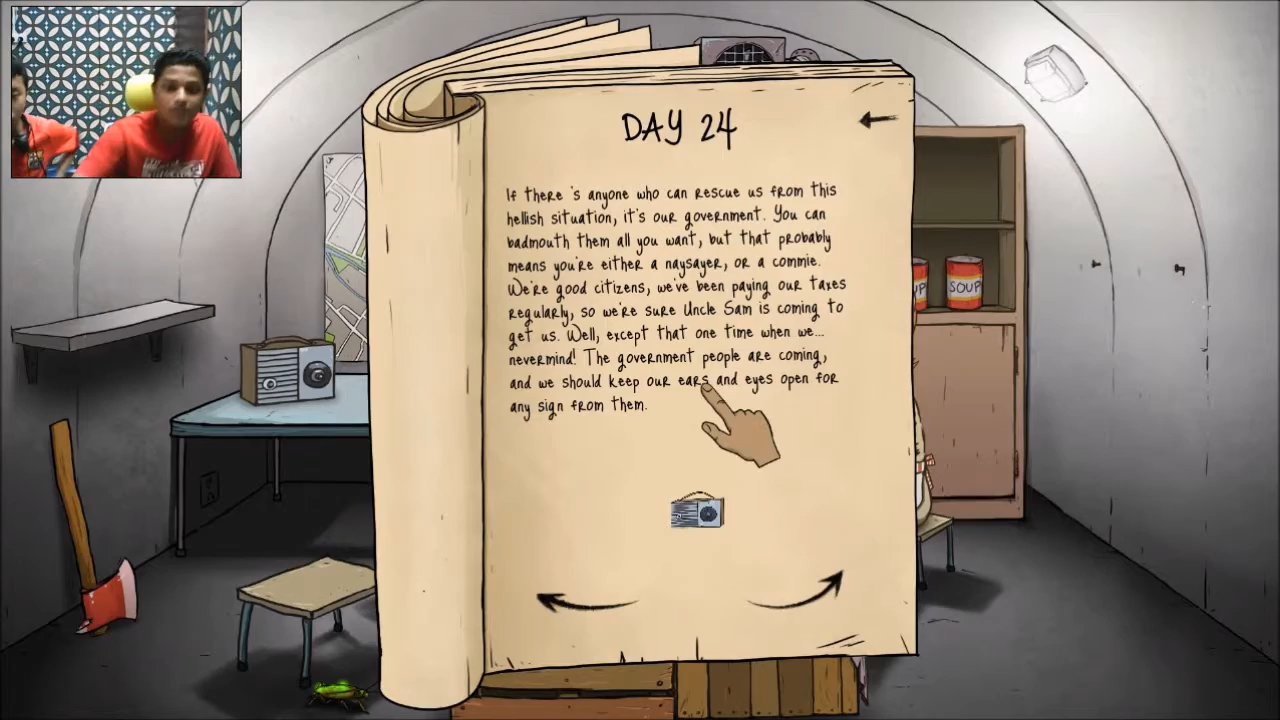 DAY 24
If there's anyone who can rescue us from this
hellish situation, it's our government. You can
badmouth them all you want, but that probably
means you're either a naysayer, or a commie.
We're good citizens, we've been paying our taxes
regularly, so we're sure Uncle Sam is coming to
get us. Well, except that one time when we...
nevermind! The government people are coming,
and we should keep our ears and eyes open for
any sign from them.
UP
SOUP